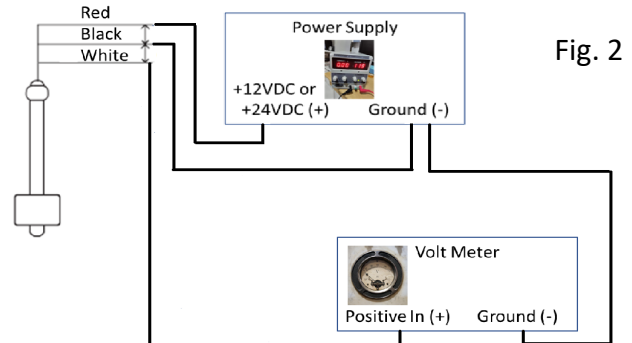 Red
Black
White
Power Supply
Fig. 2
+12VDC or
+24VDC (+)
Ground (-)
Volt Meter
Positive In (+)
Ground (-)